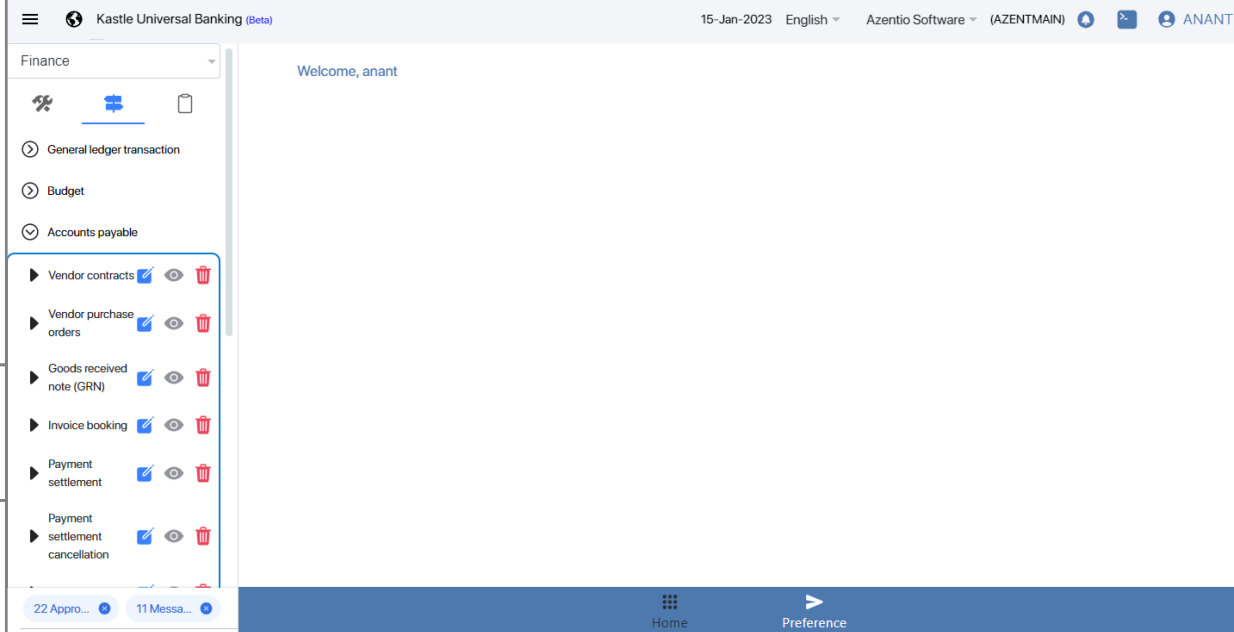 Kastle Universal Banking (Beta)
15-Jan-2023 English Azentio Software (AZENTMAIN) ANANT
Finance
Welcome, anant
General ledger transaction
Budget
Accounts payable
Vendor contracts
Vendor purchase
orders
Goods received
note (GRN)
Invoice booking
Payment
settlement
Payment
settlement
cancellation
22 Appro...
11 Messa...
Home
Preference